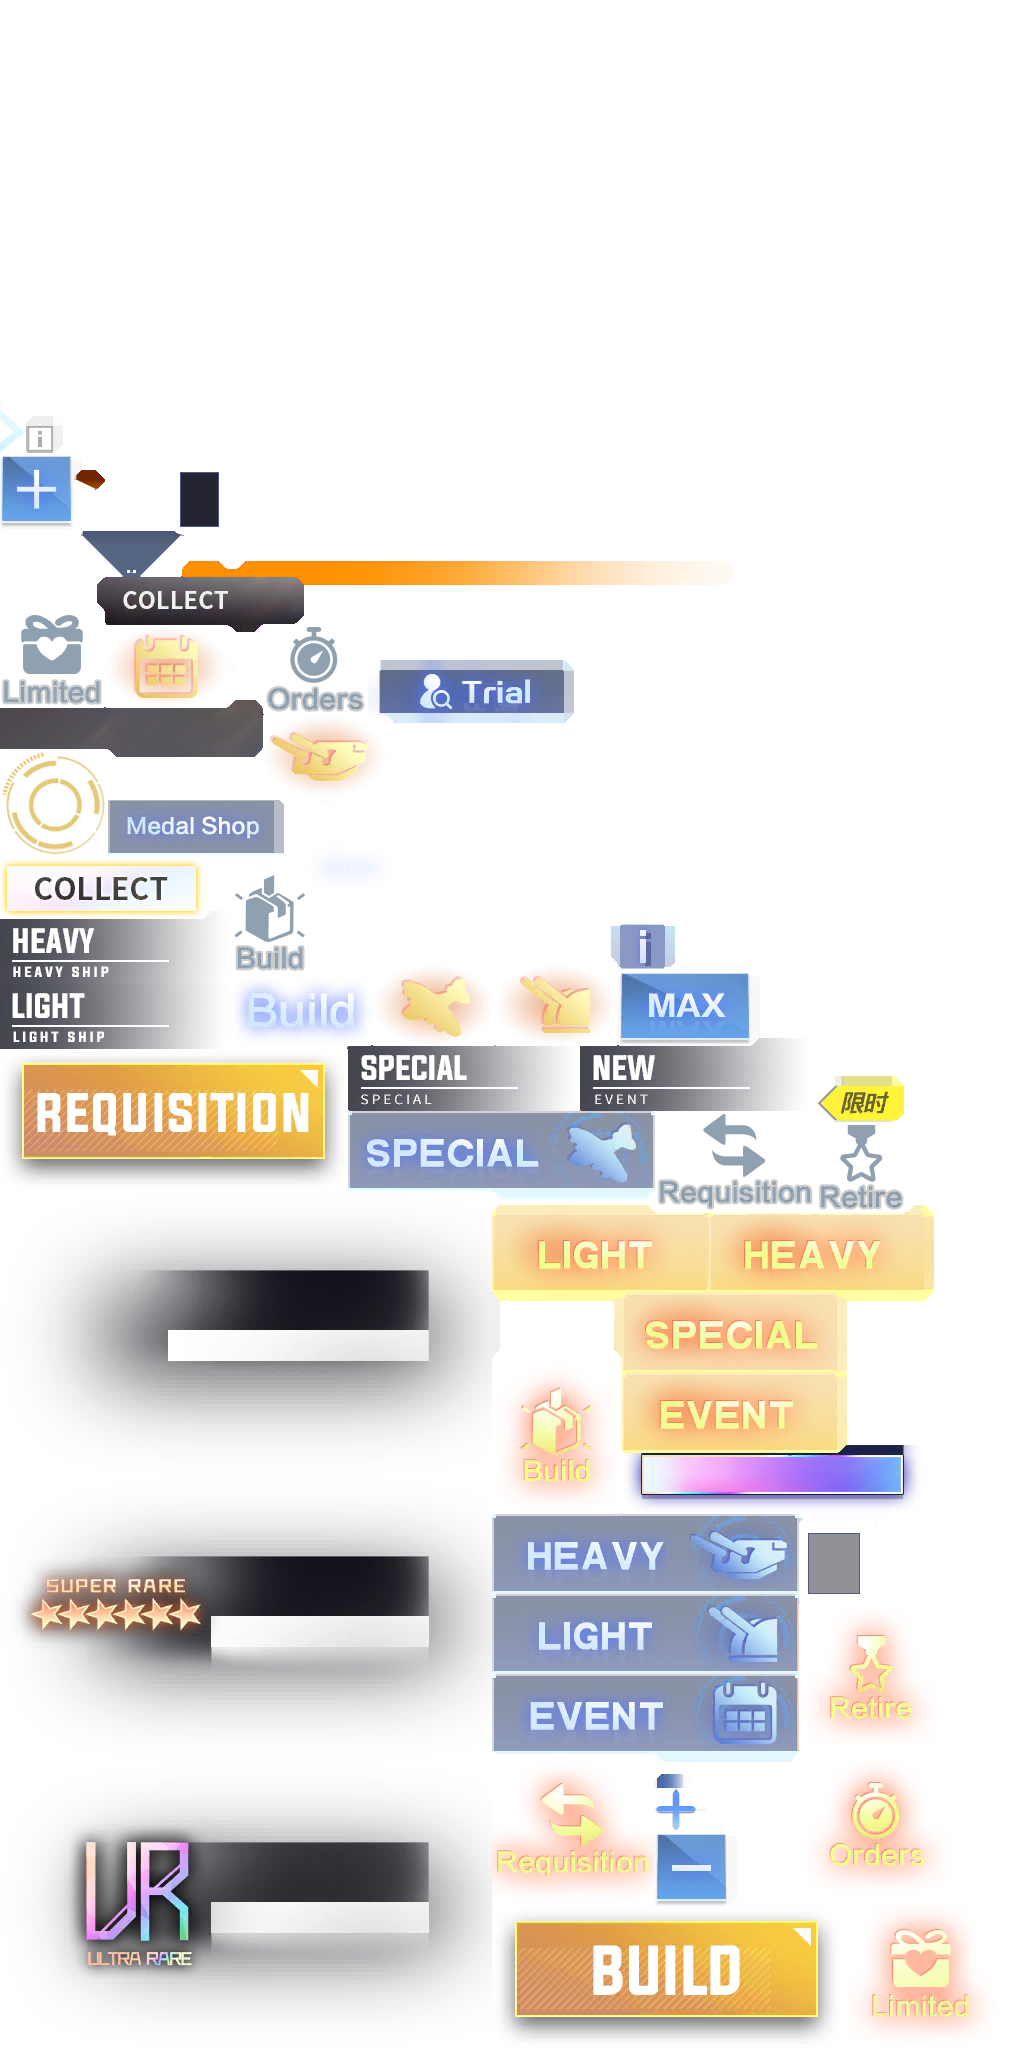 COLLECT
Limited
Orders
Trial
Medal Shop
COLLECT
HEAVY
HEAVY SHIP
Build
LIGHT
LIGHT SHIP
Build
MAX
SPECIAL
SPECIAL
NEW
EVENT
REQUISITION
限时
SPECIAL
Requisition
Retire
LIGHT
HEAVY
SPECIAL
EVENT
Build
HEAVY
SUPER RARE
LIGHT
Retire
EVENT
Requisition
Orders
UR
ULTRA RARE
BUILD
Limited